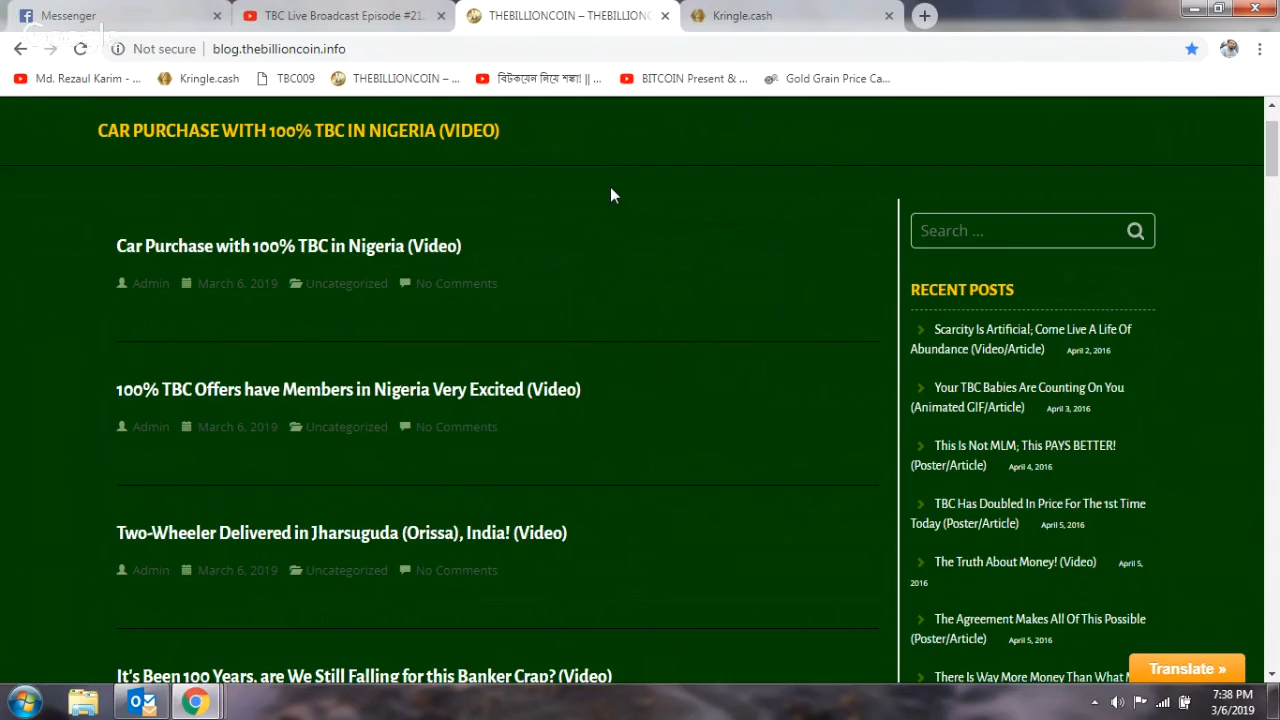 Messenger
TBC Live Broadcast Episode #21
THEBILLIONCOIN – THEBILLION
Kringle.cash
Not secure
blog.thebillioncoin.info
Md. Rezaul Karim - ...
Kringle.cash
TBC009
THEBILLIONCOIN – ...
বিটকয়েন নিয়ে শঙ্কা! || ...
BITCOIN Present & ...
Gold Grain Price Ca...
CAR PURCHASE WITH 100% TBC IN NIGERIA (VIDEO)
Car Purchase with 100% TBC in Nigeria (Video)
Admin March 6, 2019 Uncategorized No Comments
100% TBC Offers have Members in Nigeria Very Excited (Video)
Admin March 6, 2019 Uncategorized No Comments
Two-Wheeler Delivered in Jharsuguda (Orissa), India! (Video)
Admin March 6, 2019 Uncategorized No Comments
It's Been 100 Years, are We Still Falling for this Banker Crap? (Video)
Search ...
RECENT POSTS
Scarcity Is Artificial; Come Live A Life Of
Abundance (Video/Article) April 2, 2016
Your TBC Babies Are Counting On You
(Animated GIF/Article) April 3, 2016
This Is Not MLM; This PAYS BETTER!
(Poster/Article) April 4, 2016
TBC Has Doubled In Price For The 1st Time
Today (Poster/Article) April 5, 2016
The Truth About Money! (Video) April 5,
2016
The Agreement Makes All Of This Possible
(Poster/Article) April 5, 2016
There Is Way More Money Than What
Translate »
7:38 PM
3/6/2019